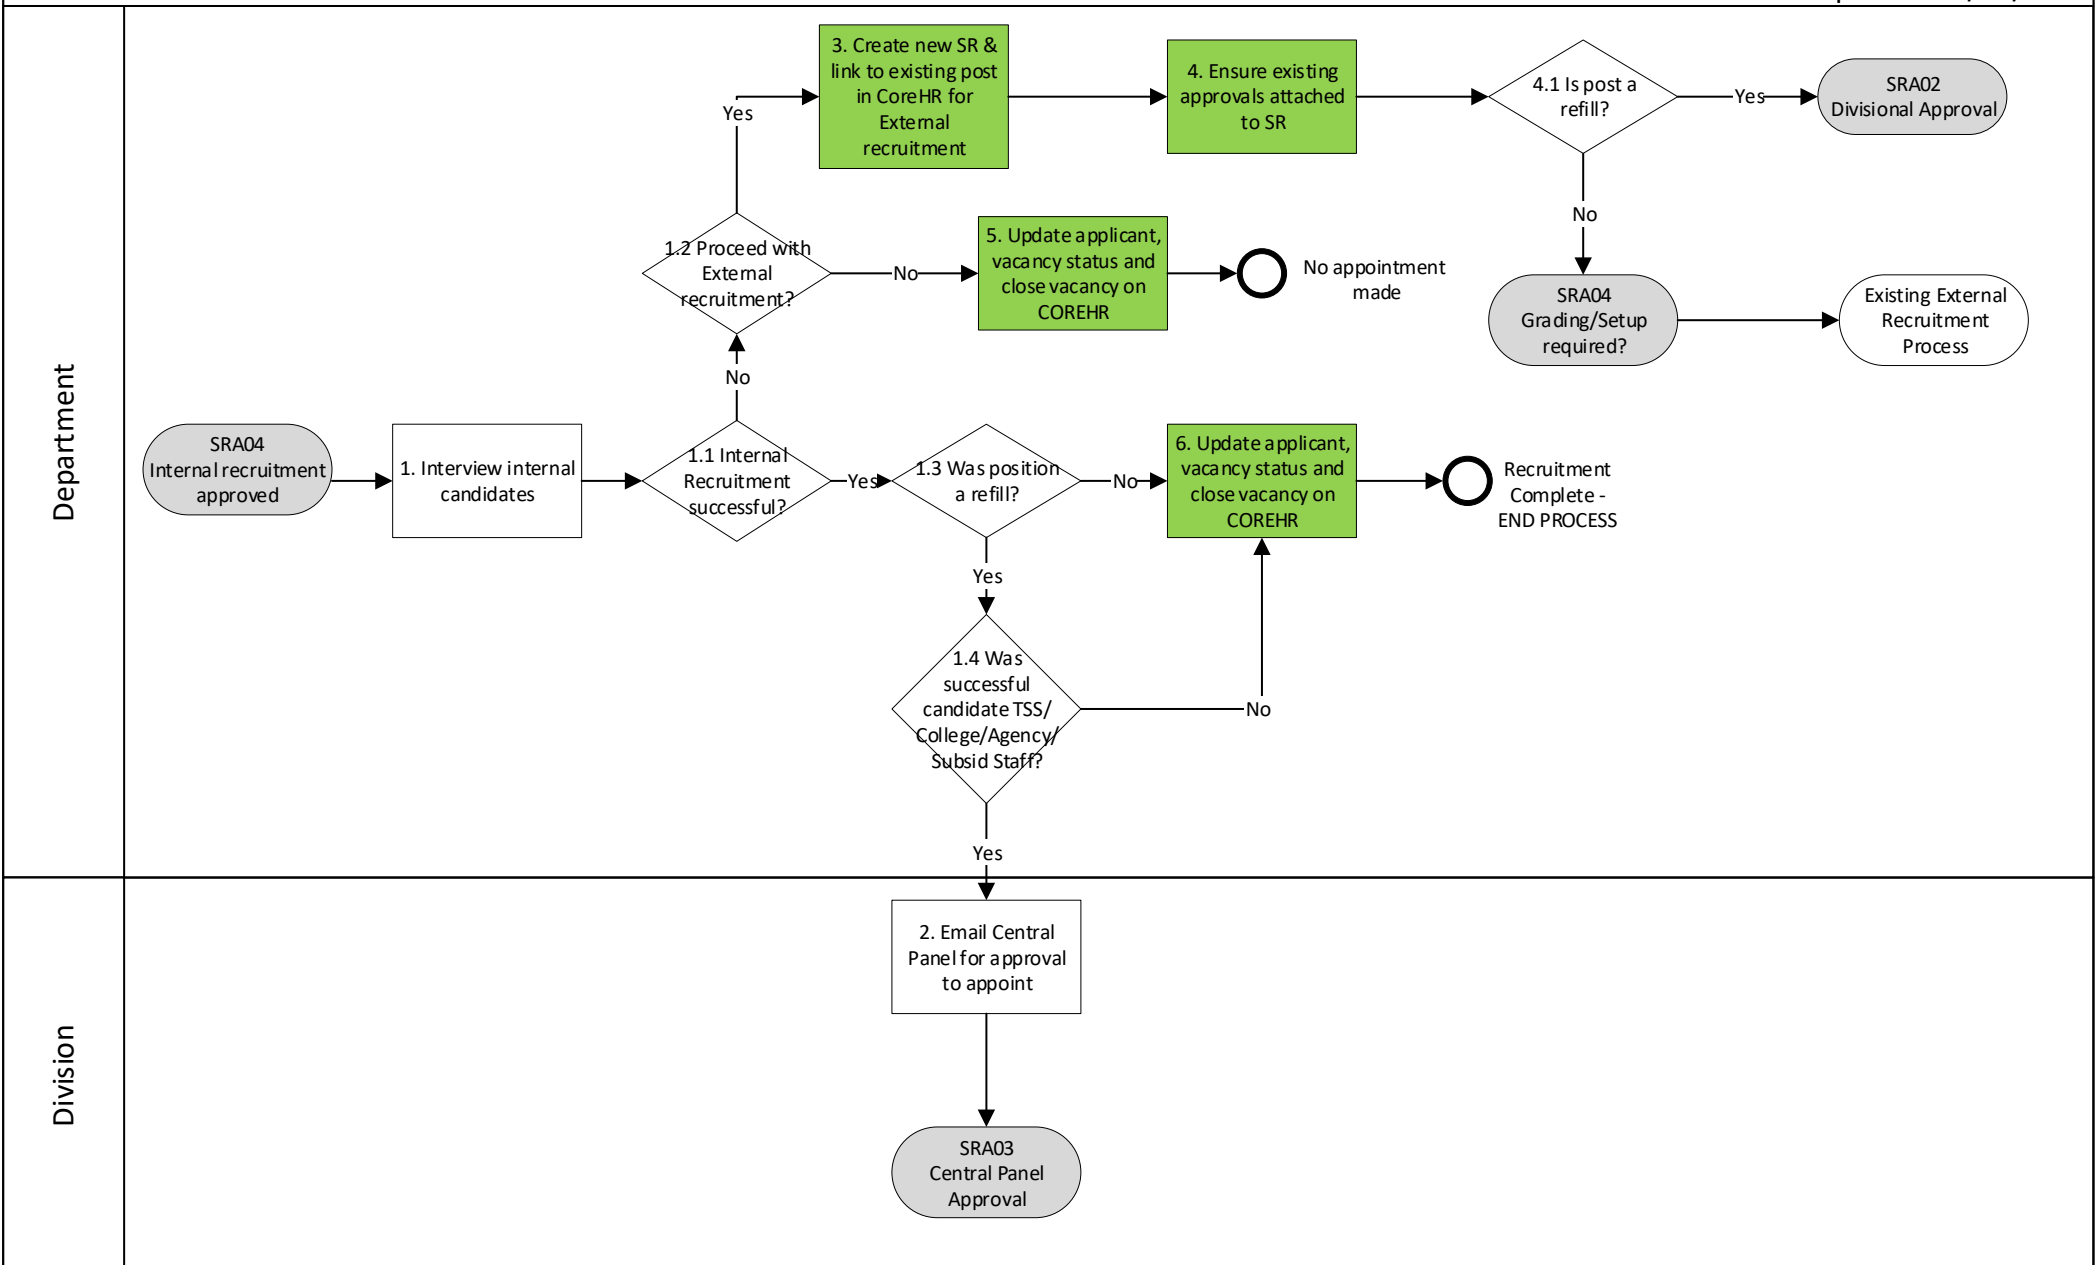 3. Create new SR &
link to existing post
in CoreHR for
External
recruitment
4. Ensure existing
approvals attached
to SR
4.1 Is post a
refill?
Yes
SRA02
Divisional Approval
Yes
No
1.2 Proceed with
External
recruitment?
No
5. Update applicant,
vacancy status and
close vacancy on
COREHR
No appointment
made
SRA04
Grading/Setup
required?
Existing External
Recruitment
Process
No
Department
SRA04
Internal recruitment
approved
1. Interview internal
candidates
1.1 Internal
Recruitment
successful?
Yes
1.3 Was position
a refill?
No
6. Update applicant,
vacancy status and
close vacancy on
COREHR
Recruitment
Complete -
END PROCESS
Yes
1.4 Was
successful
candidate TSS/
College/Agency/
Subsid Staff?
No
Yes
Division
2. Email Central
Panel for approval
to appoint
SRA03
Central Panel
Approval